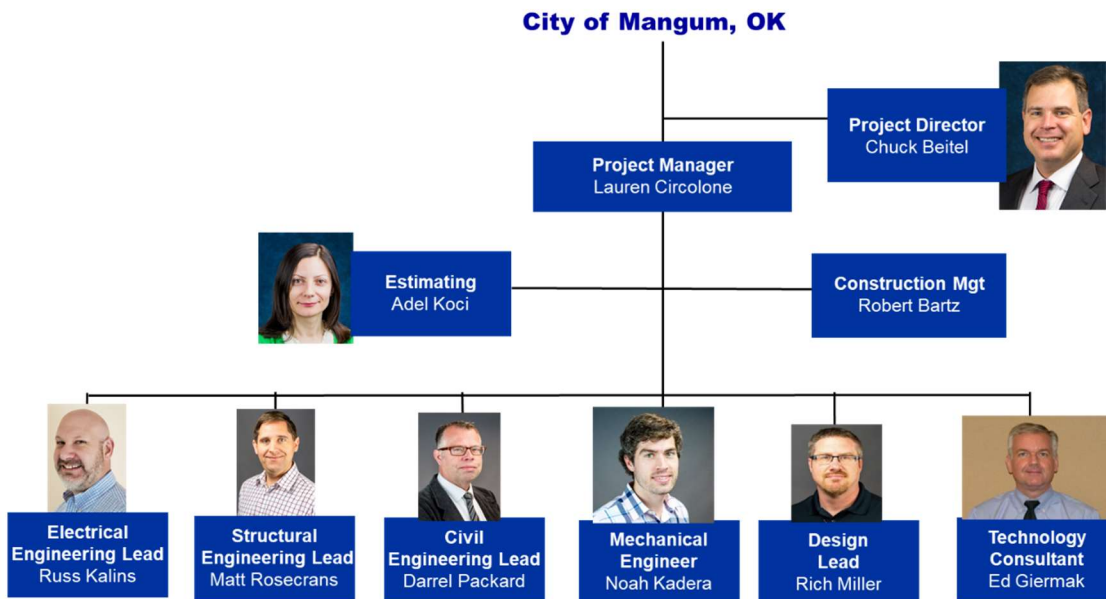 City of Mangum, OK
Project Director
Chuck Beitel
Project Manager
Lauren Circolone
Estimating
Adel Koci
Construction Mgt
Robert Bartz
Electrical
Engineering Lead
Russ Kalins
Structural
Engineering Lead
Matt Rosecrans
Civil
Engineering Lead
Darrel Packard
Mechanical
Engineer
Noah Kadera
Design
Lead
Rich Miller
Technology
Consultant
Ed Giermak